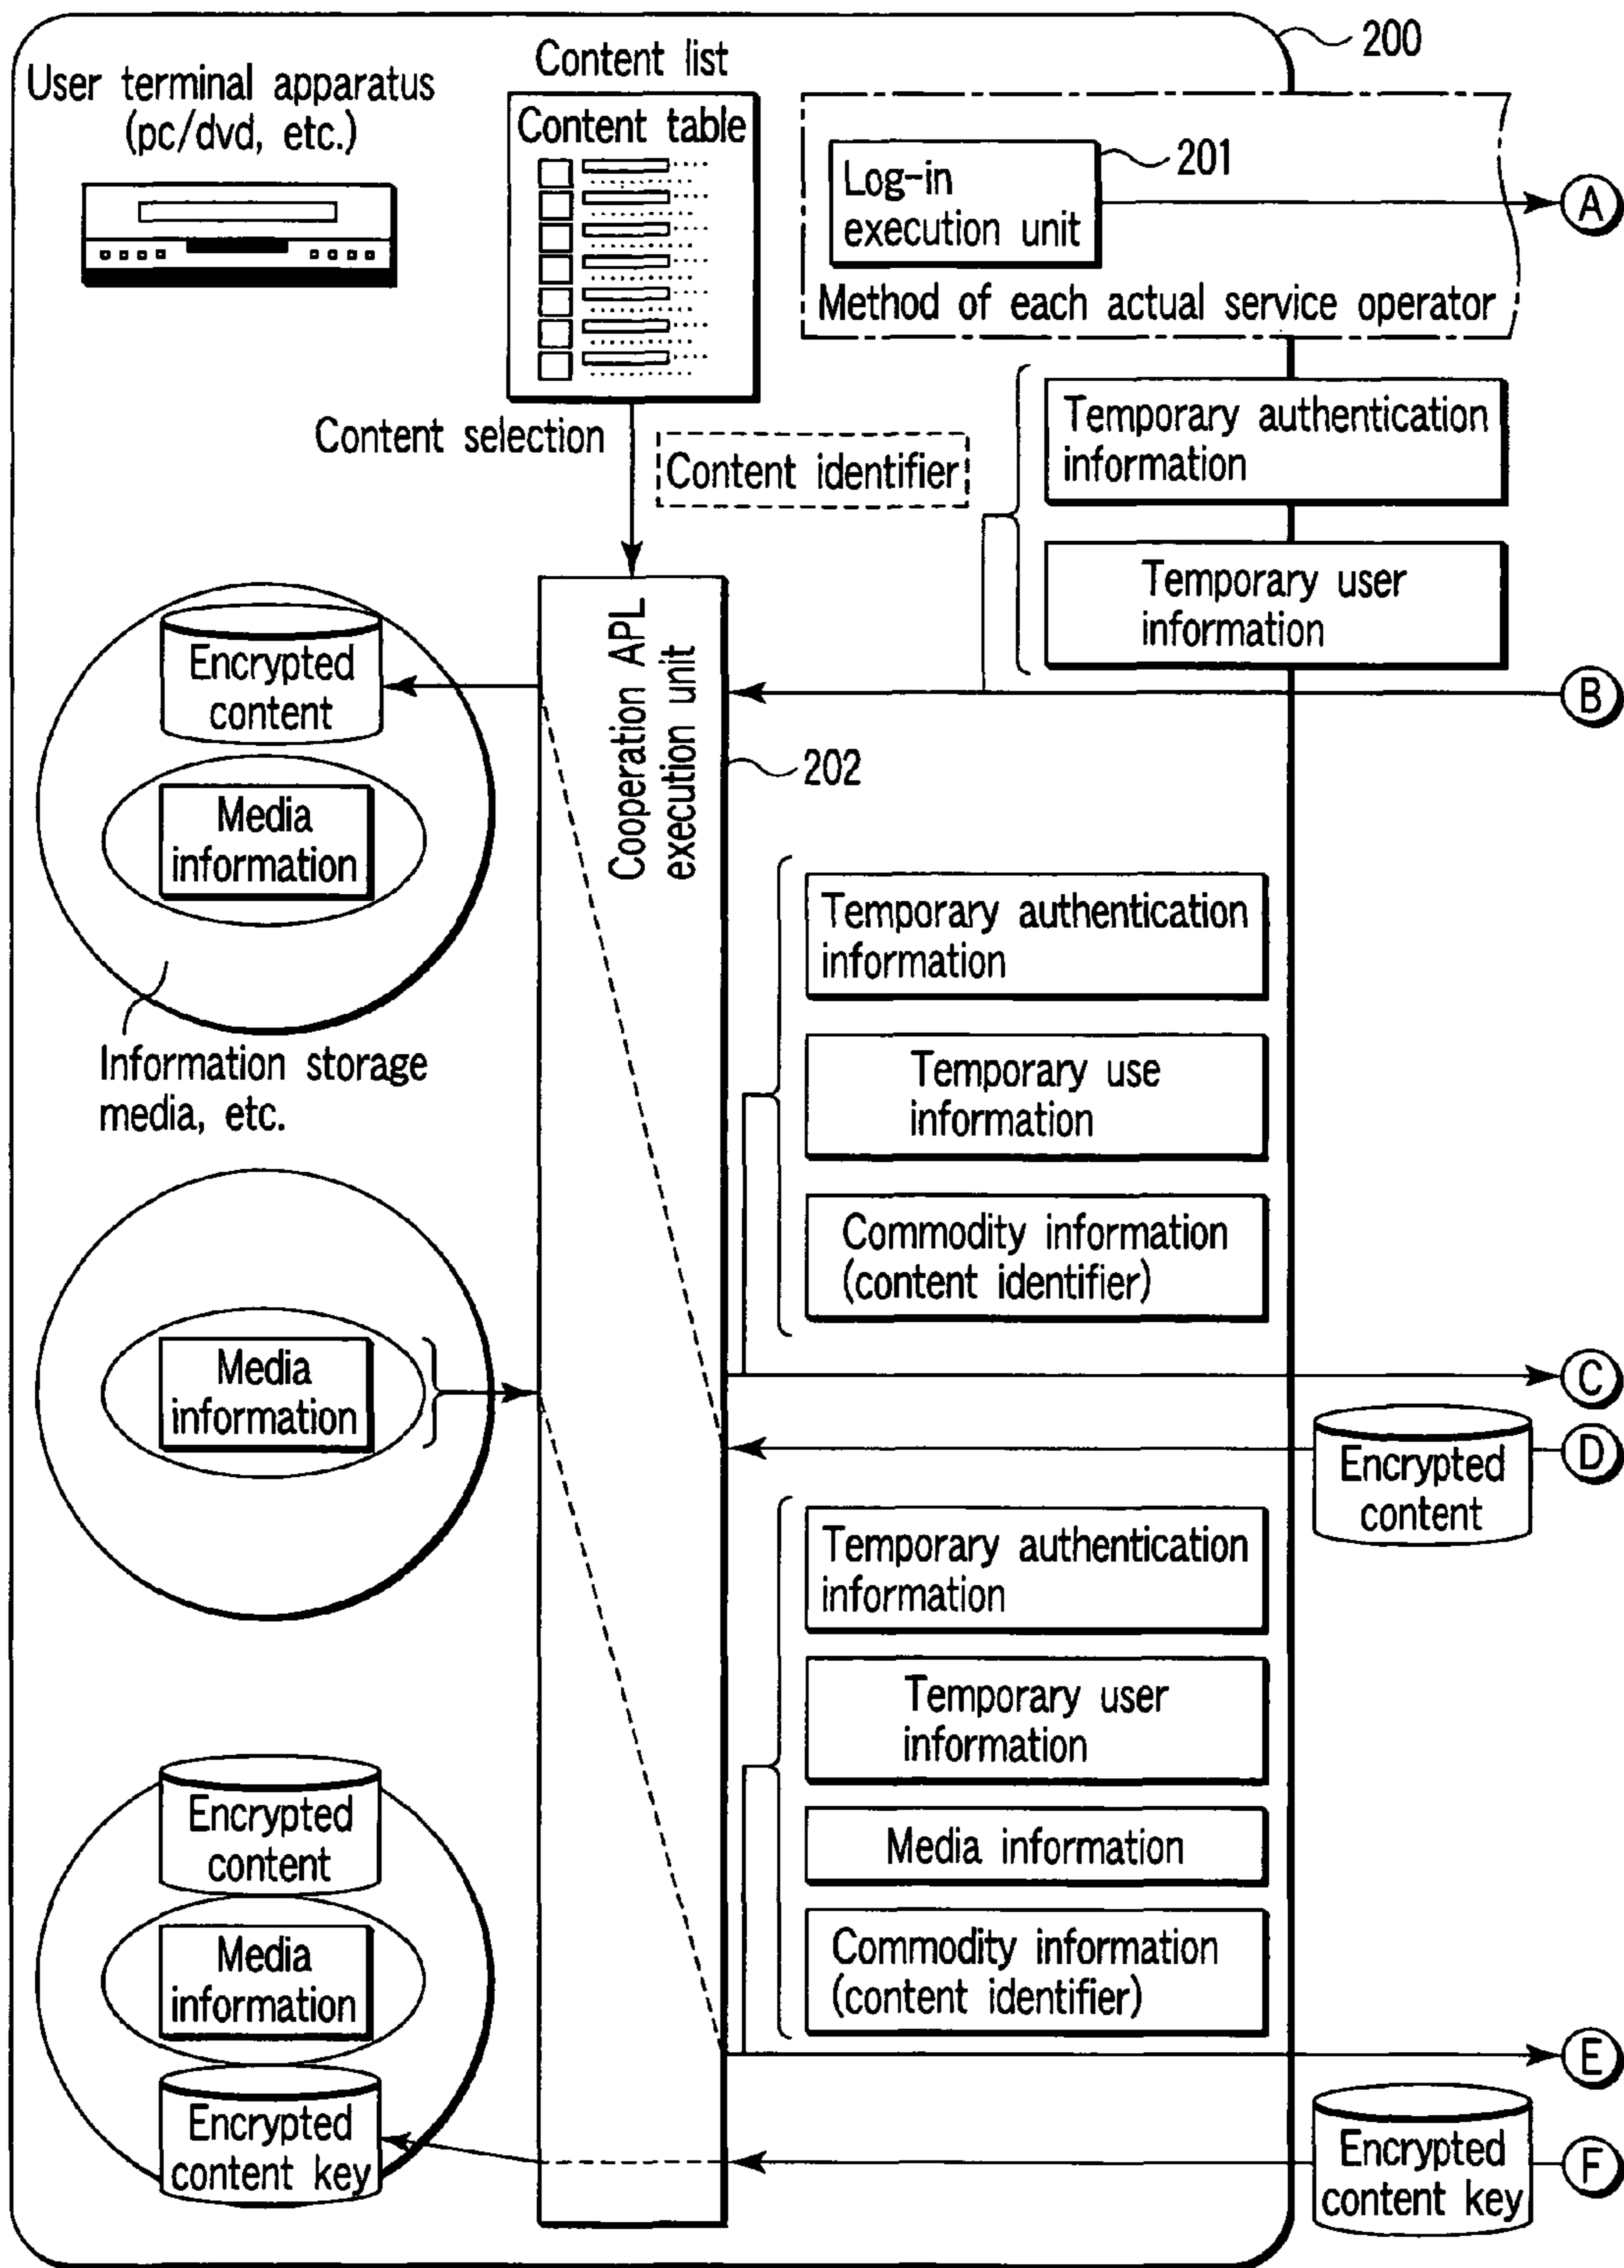 200
User terminal apparatus
(pc/dvd, etc.)
Content list
Content table
Log-in
execution unit
201
A
Method of each actual service operator
Content selection
Content identifier
Temporary authentication
information
Temporary user
information
B
Cooperation APL
execution unit
202
Encrypted
content
Media
information
Information storage
media, etc.
Temporary authentication
information
Temporary use
information
Commodity information
(content identifier)
C
Media
information
D
Encrypted
content
Temporary authentication
information
Temporary user
information
Media information
Commodity information
(content identifier)
E
Encrypted
content
Media
information
Encrypted
content key
Encrypted
content key
F